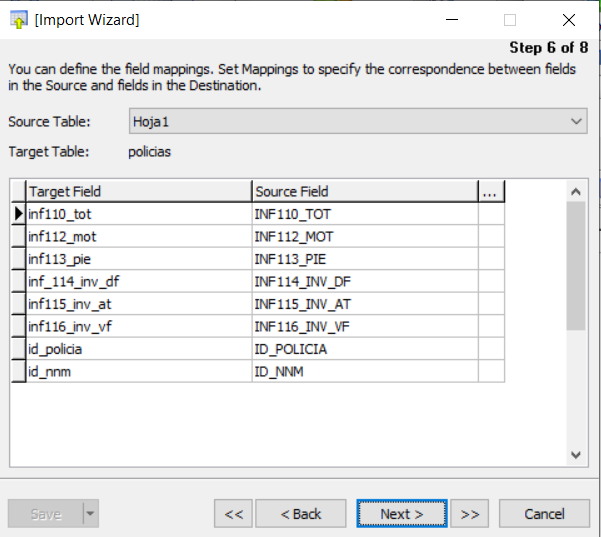 [Import Wizard]
Step 6 of 8
You can define the field mappings. Set Mappings to specify the correspondence between fields
in the Source and fields in the Destination.
Source Table: Hoja1
Target Table: policias
Target Field Source Field ...
inf110_tot INF110_TOT
inf112_mot INF112_MOT
inf113_pie INF113_PIE
inf_114_inv_df INF114_INV_DF
inf115_inv_at INF115_INV_AT
inf116_inv_vf INF116_INV_VF
id_policia ID_POLICIA
id_nnm ID_NNM
Save << < Back Next > >> Cancel